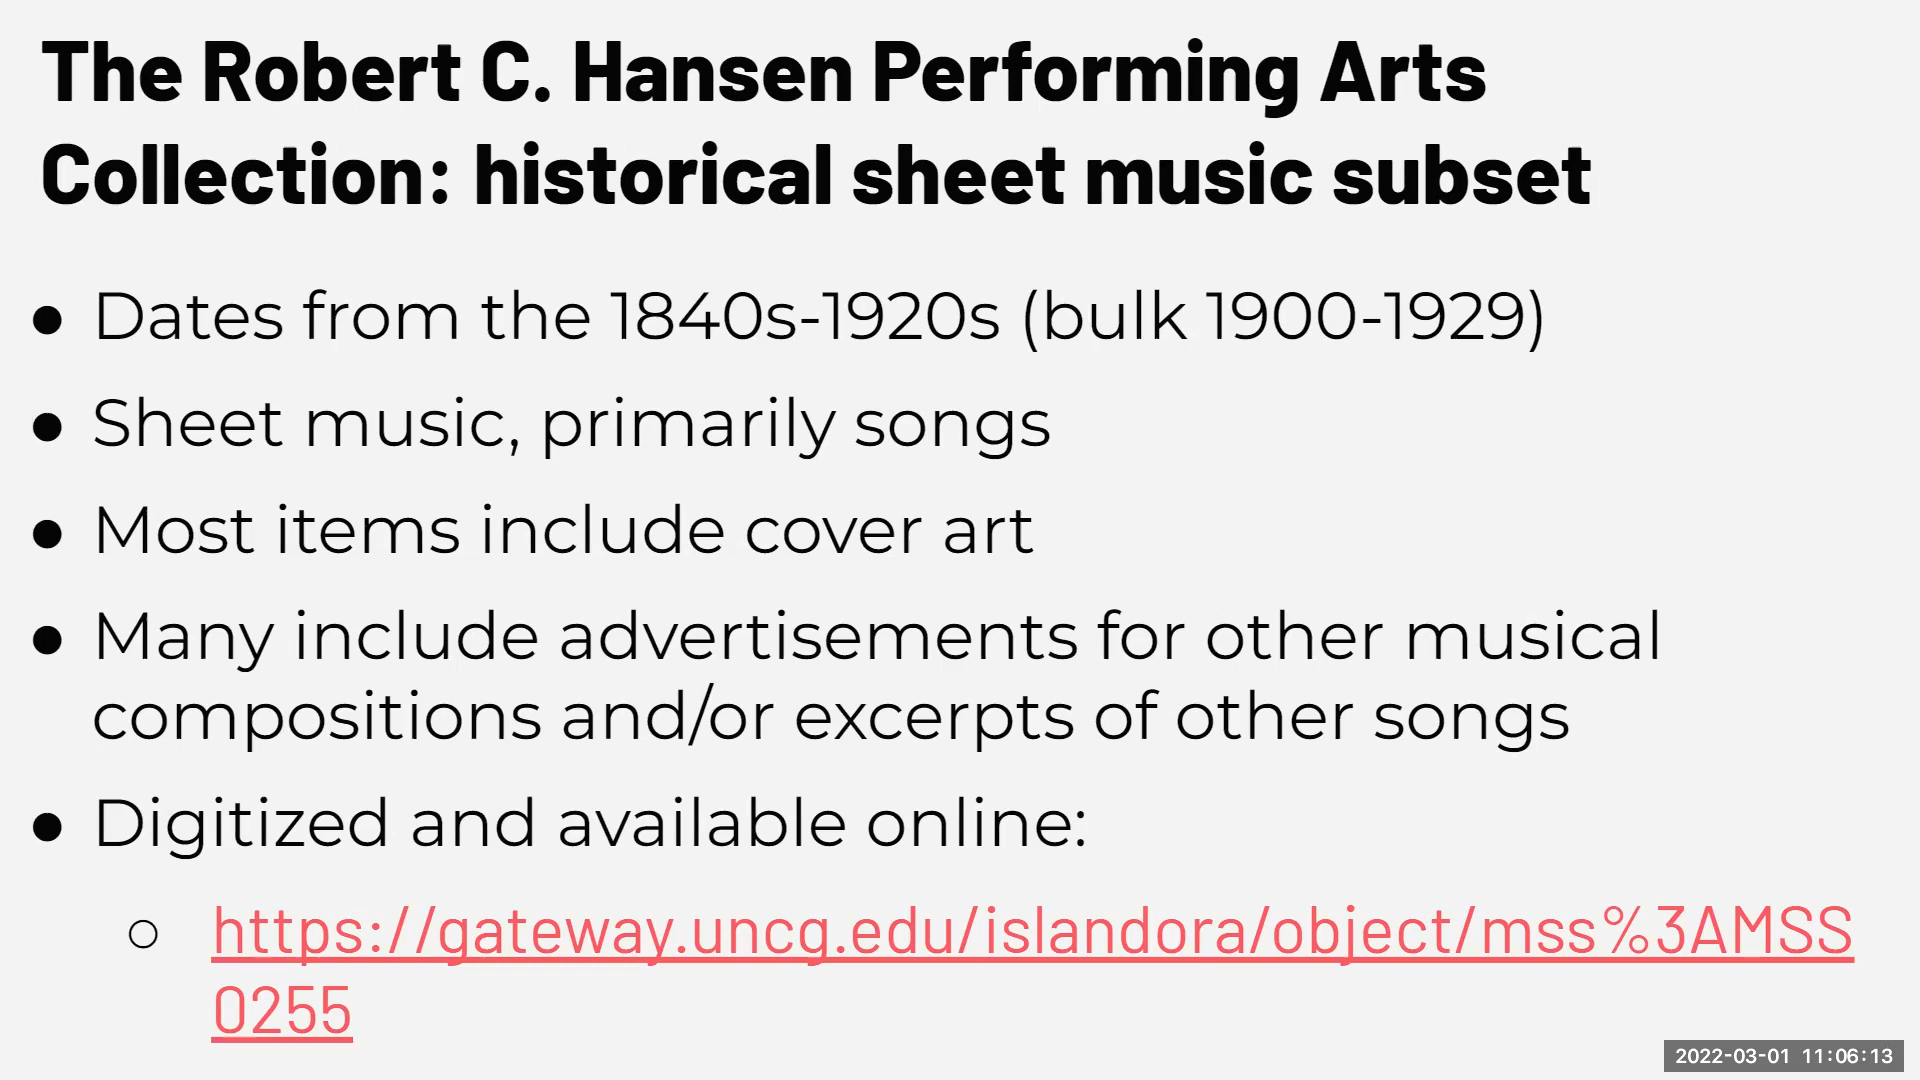 The Robert C. Hansen Performing Arts
Collection: historical sheet music subset
● Dates from the 1840s-1920s (bulk 1900-1929)
● Sheet music, primarily songs
● Most items include cover art
● Many include advertisements for other musical
compositions and/or excerpts of other songs
● Digitized and available online:
○ https://gateway.uncg.edu/islandora/object/mss%3AMSS
0255
2022-03-01 11:06:13